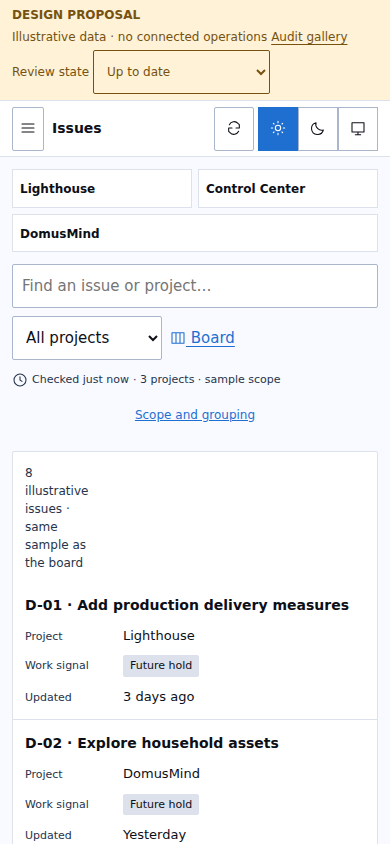 DESIGN PROPOSAL
Illustrative data · no connected operations Audit gallery
Review state Up to date
Issues
Lighthouse
Control Center
DomusMind
Find an issue or project…
All projects
Board
Checked just now · 3 projects · sample scope
Scope and grouping
8
illustrative
issues ·
same
sample as
the board
D-01 · Add production delivery measures
Project Lighthouse
Work signal Future hold
Updated 3 days ago
D-02 · Explore household assets
Project DomusMind
Work signal Future hold
Updated Yesterday